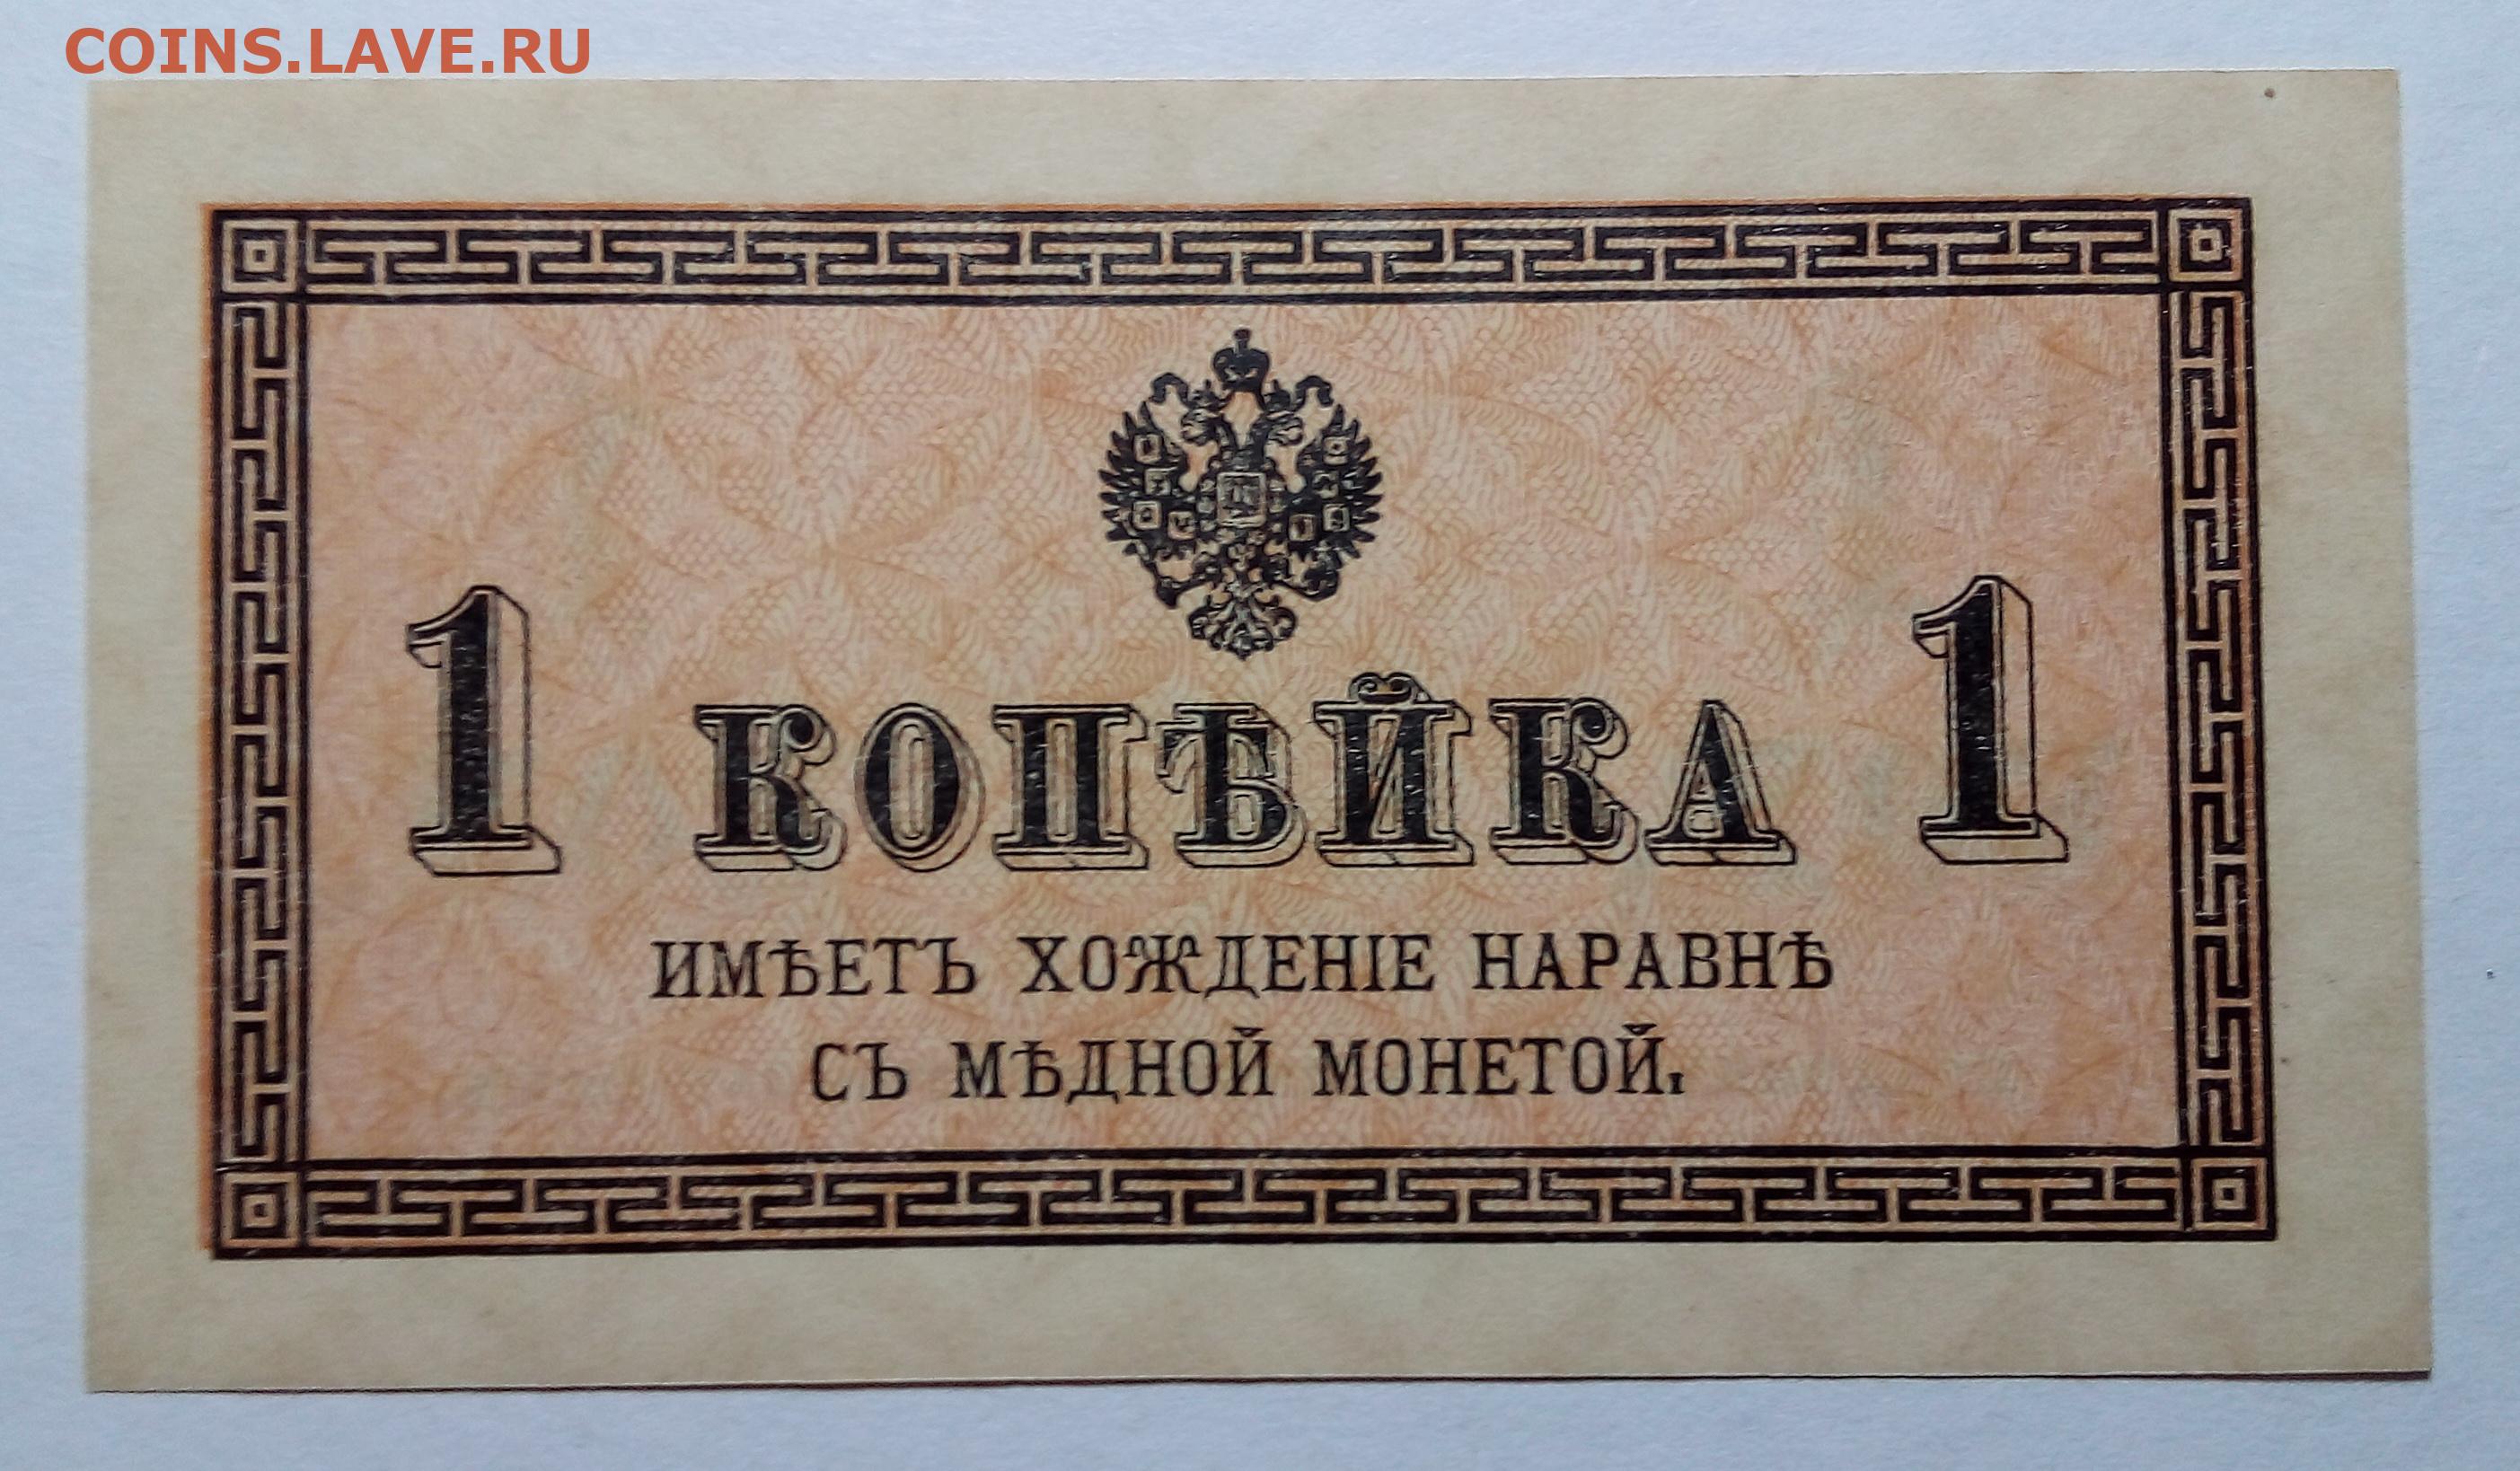 COINS.LAVE.RU
1 КОПѢЙКА 1
ИМѢЕТЪ ХОЖДЕНІЕ НАРАВНѢ
СЪ МѢДНОЙ МОНЕТОЙ.